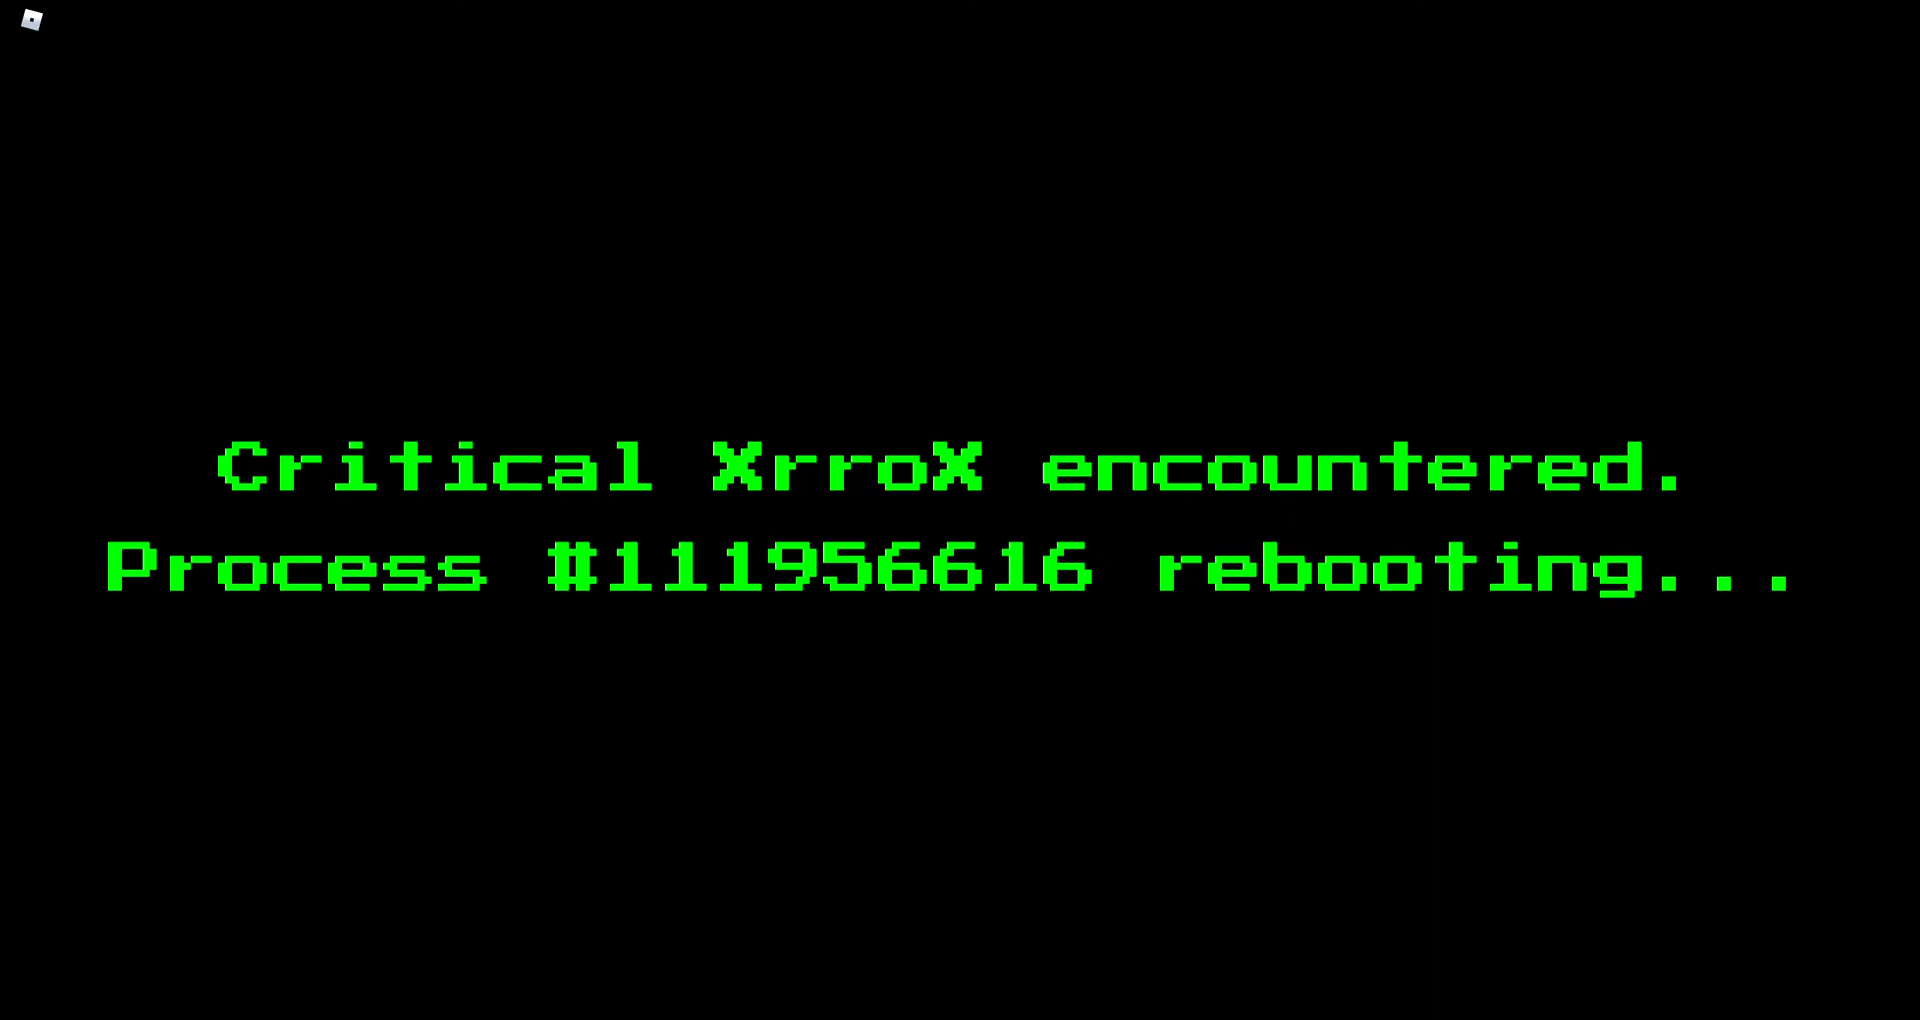 Critical XrroX encountered.
Process #111956616 rebooting...